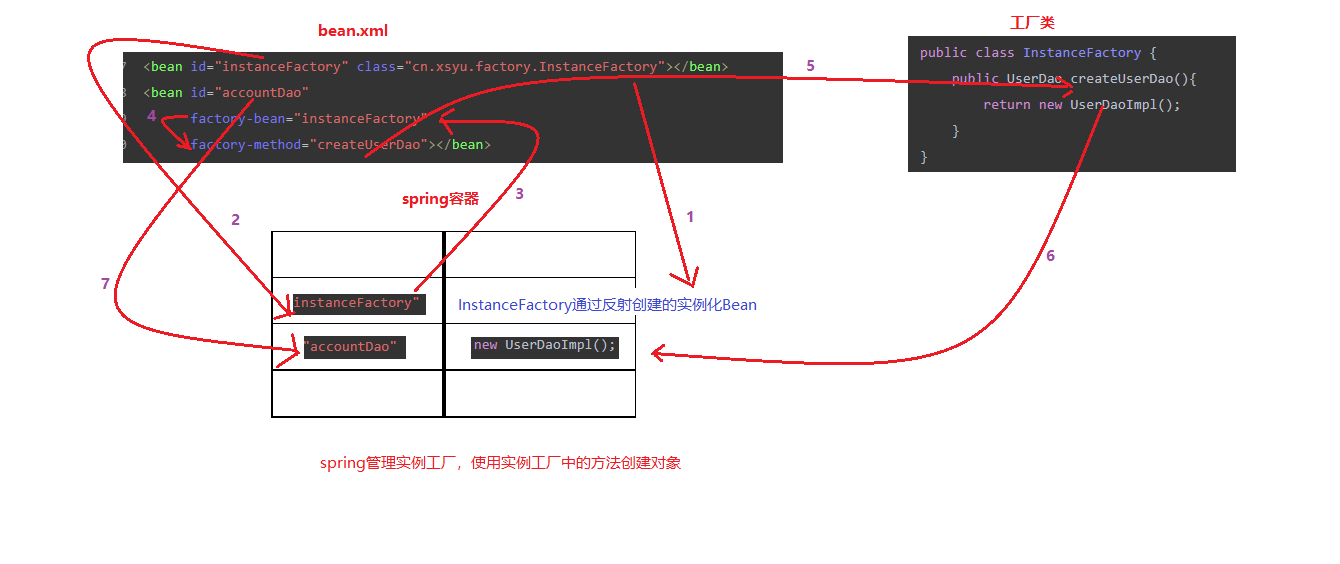 bean.xml
工厂类
7 <bean id="instanceFactory" class="cn.xsyu.factory.InstanceFactory"></bean>
<bean id="accountDao"
factory-bean="instanceFactory"
factory-method="createUserDao"></bean>
public class InstanceFactory {
public UserDao createUserDao(){
return new UserDaoImpl();
}
}
5
4
spring容器
3
2
1
6
7
instanceFactory"
InstanceFactory通过反射创建的实例化Bean
"accountDao"
new UserDaoImpl();
spring管理实例工厂，使用实例工厂中的方法创建对象